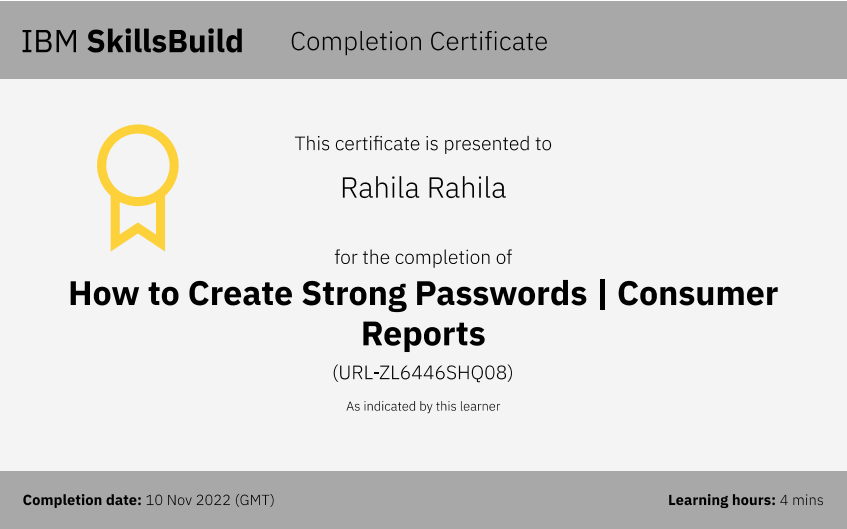 IBM SkillsBuild Completion Certificate
This certificate is presented to
Rahila Rahila
for the completion of
How to Create Strong Passwords | Consumer
Reports
(URL-ZL6446SHQ08)
As indicated by this learner
Completion date: 10 Nov 2022 (GMT) Learning hours: 4 mins